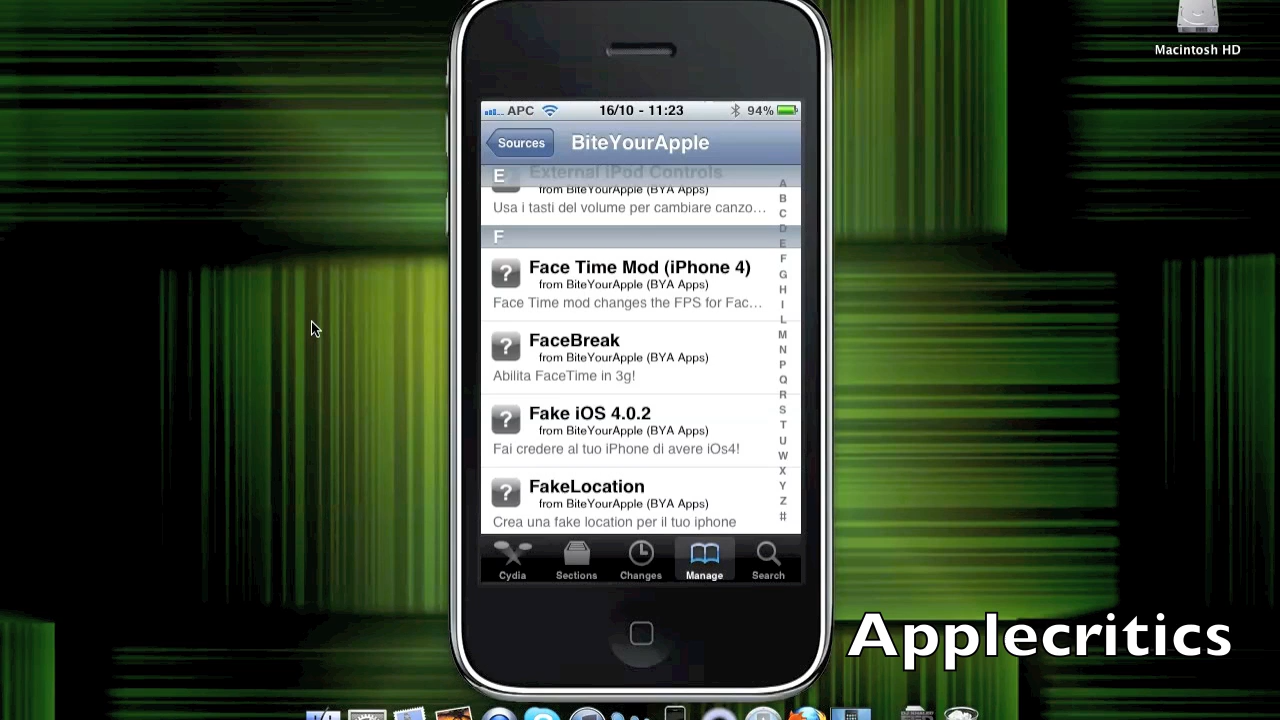 Macintosh HD
APC 16/10 - 11:23 94%
Sources BiteYourApple
E
External iPod Controls
from BiteYourApple (BYA Apps)
Usa i tasti del volume per cambiare canzo…
F
Face Time Mod (iPhone 4)
from BiteYourApple (BYA Apps)
Face Time mod changes the FPS for Fac…
FaceBreak
from BiteYourApple (BYA Apps)
Abilita FaceTime in 3g!
Fake iOS 4.0.2
from BiteYourApple (BYA Apps)
Fai credere al tuo iPhone di avere iOs4!
FakeLocation
from BiteYourApple (BYA Apps)
Crea una fake location per il tuo iphone
A
B
C
D
E
F
G
H
I
L
M
N
P
Q
R
S
T
U
W
X
Y
Z
#
Cydia Sections Changes Manage Search
Applecritics